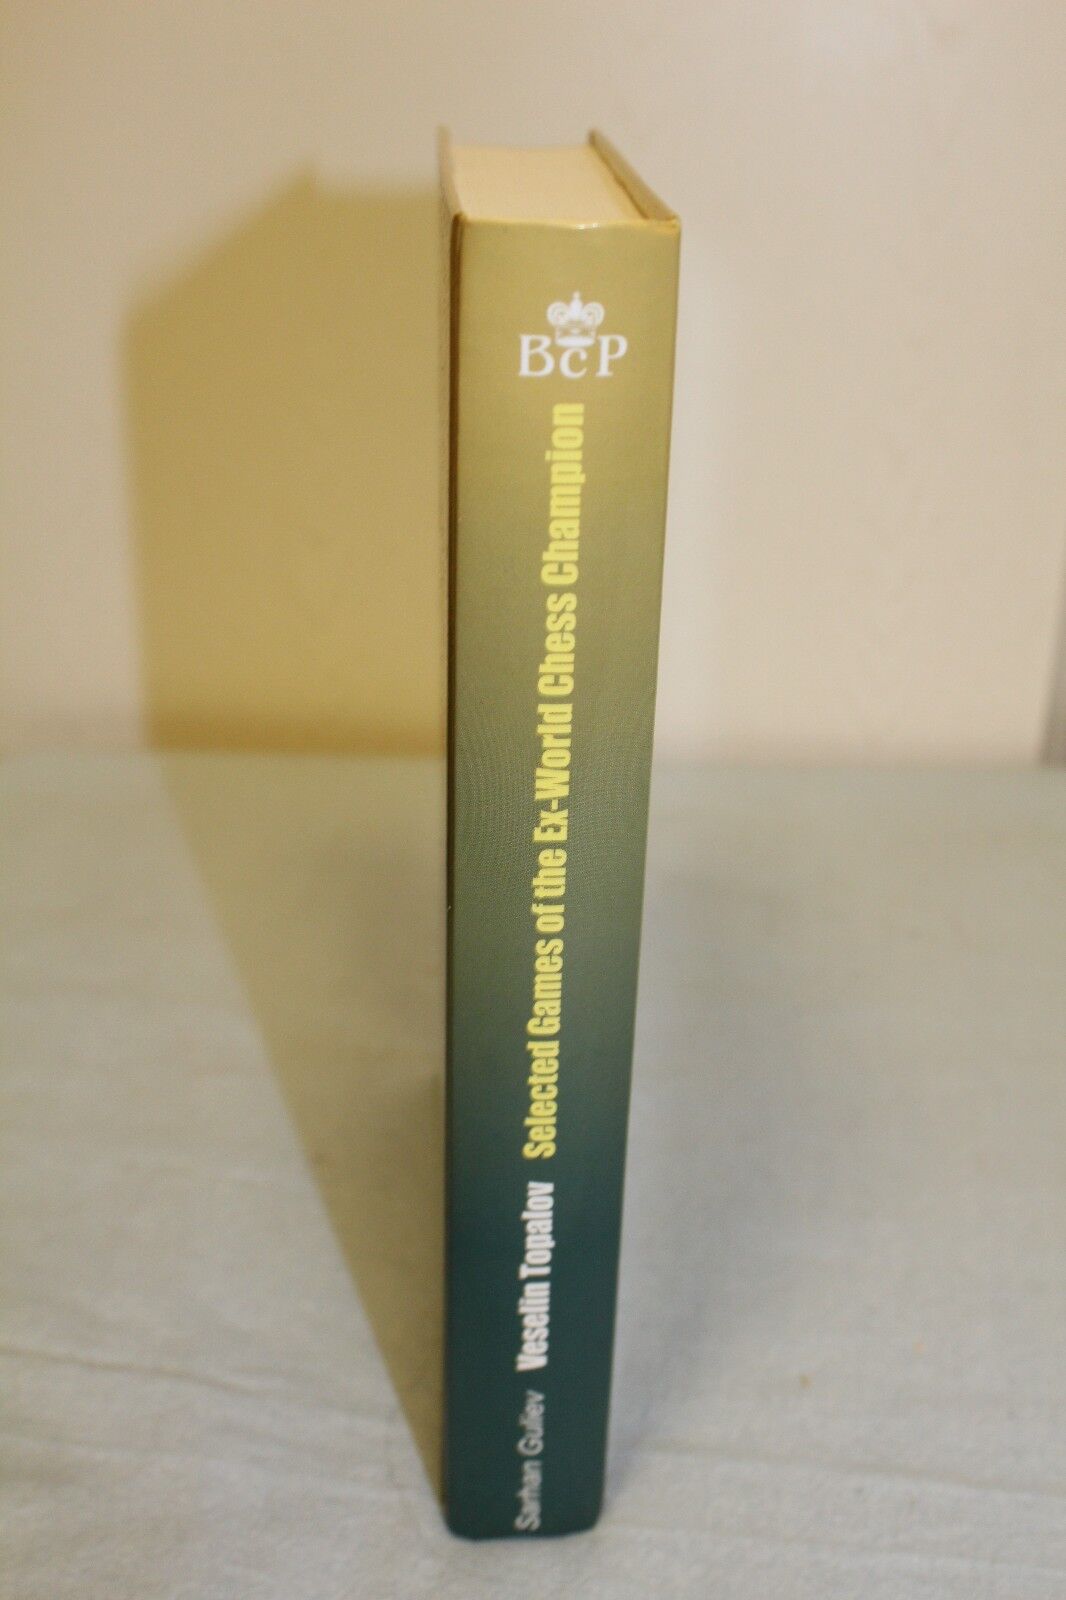 BcP
Sarhan Guliev Veselin Topalov Selected Games of the Ex-World Chess Champion